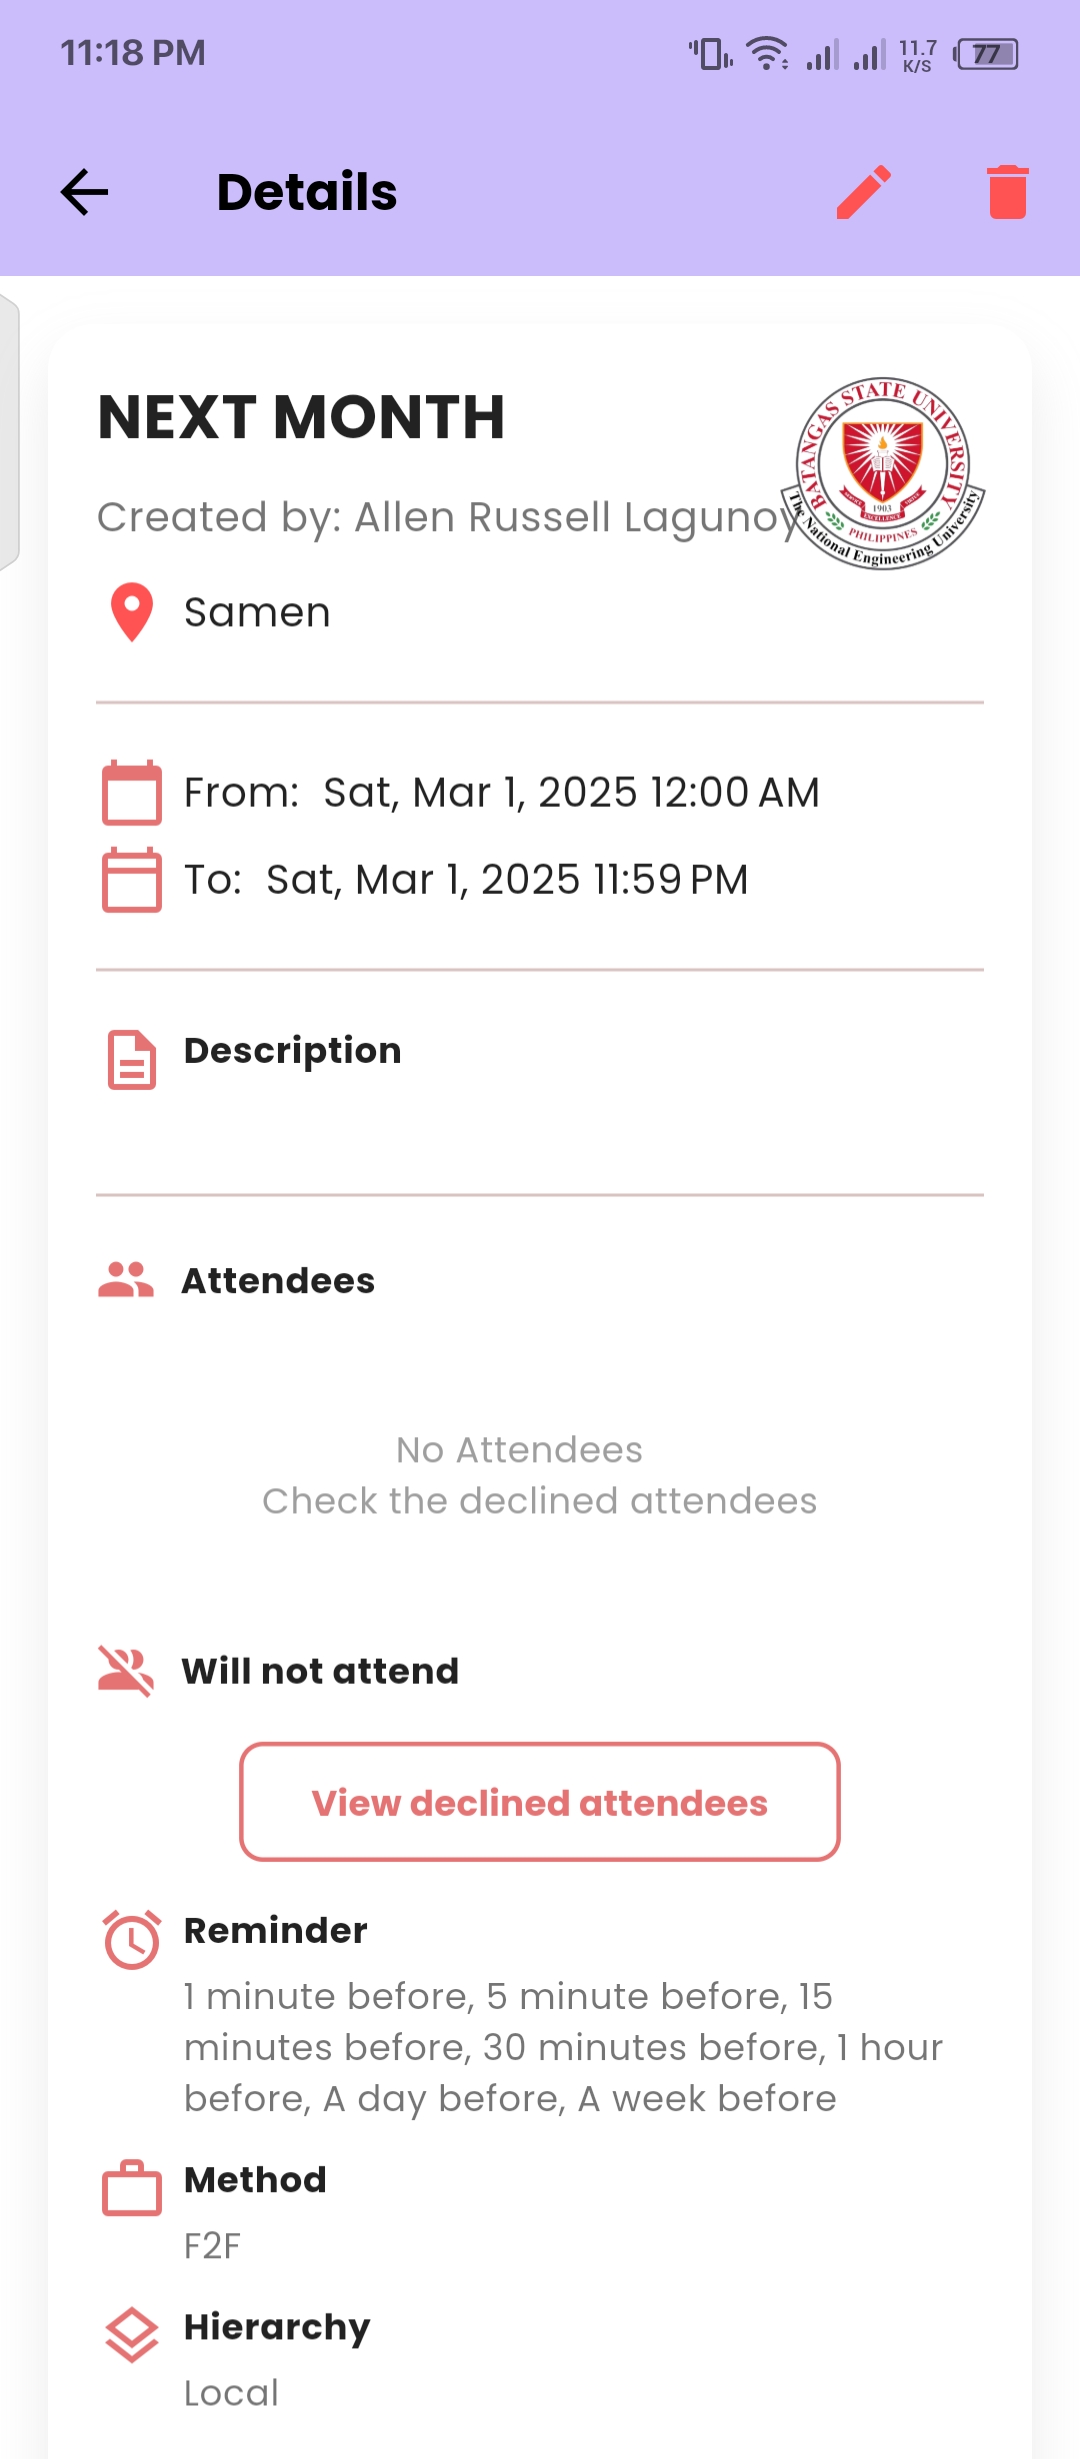 11:18 PM
11.7
K/S
77
Details
NEXT MONTH
BATANGAS STATE UNIVERSITY
1903
PHILIPPINES
The National Engineering University
Created by: Allen Russell Lagunoy
Samen
From: Sat, Mar 1, 2025 12:00 AM
To: Sat, Mar 1, 2025 11:59 PM
Description
Attendees
No Attendees
Check the declined attendees
Will not attend
View declined attendees
Reminder
1 minute before, 5 minute before, 15
minutes before, 30 minutes before, 1 hour
before, A day before, A week before
Method
F2F
Hierarchy
Local